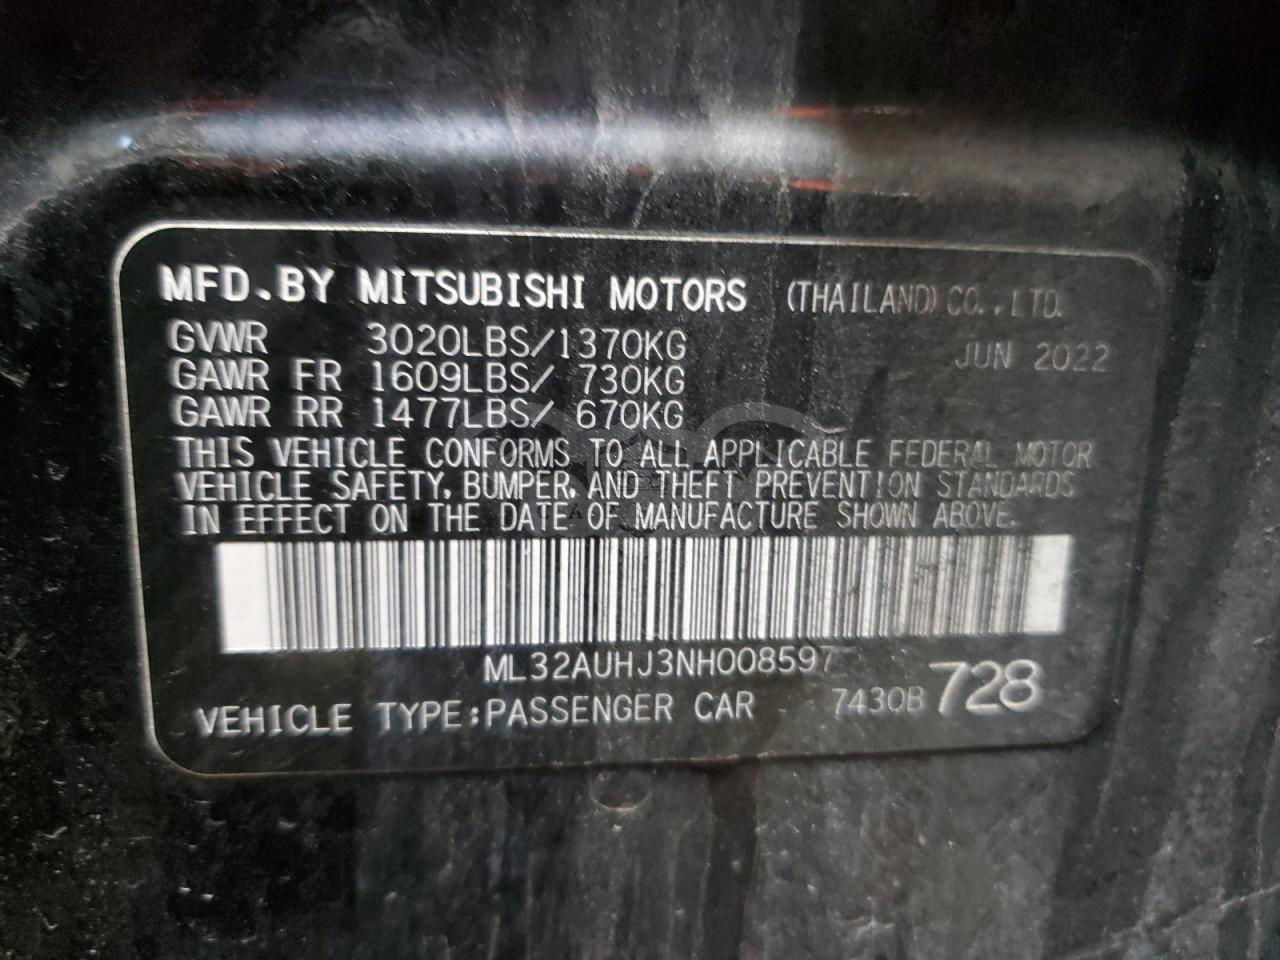 MFD.BY MITSUBISHI MOTORS (THAILAND) CO.,LTD.
GVWR 3020LBS/1370KG JUN 2022
GAWR FR 1609LBS/ 730KG
GAWR RR 1477LBS/ 670KG
THIS VEHICLE CONFORMS TO ALL APPLICABLE FEDERAL MOTOR
VEHICLE SAFETY, BUMPER, AND THEFT PREVENTION STANDARDS
IN EFFECT ON THE DATE OF MANUFACTURE SHOWN ABOVE.
ML32AUHJ3NH008597
VEHICLE TYPE:PASSENGER CAR 7430B 728